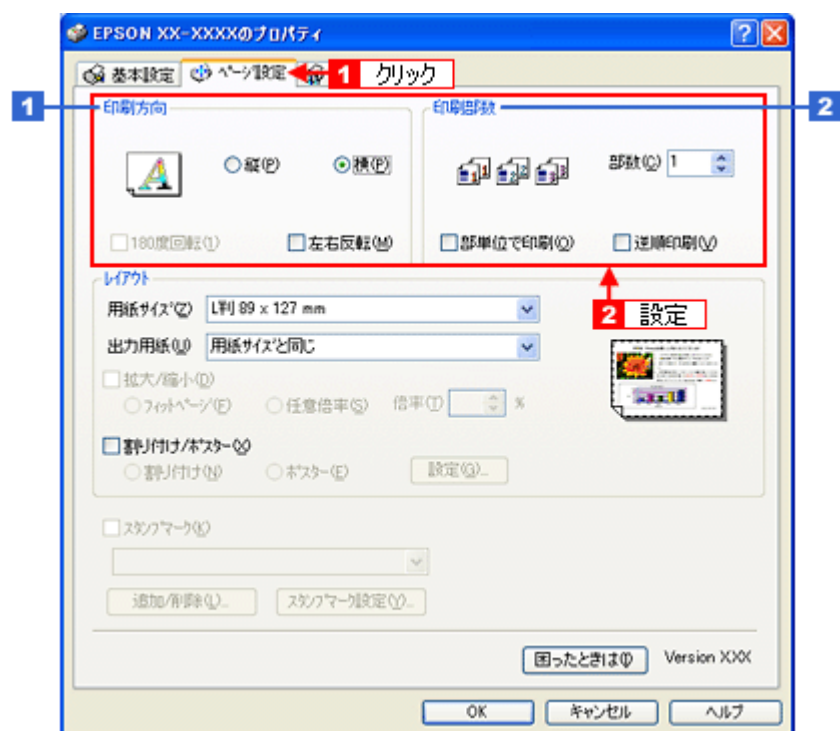 EPSON XX-XXXXのプロパティ
基本設定 ページ設定
1 クリック
1
印刷方向
印刷部数
2
縦(P) 横(P)
部数(C) 1
180度回転(1) 左右反転(M)
部単位で印刷(O) 逆順印刷(V)
レイアウト
用紙サイズ(Z) L判 89 x 127 mm
2 設定
出力用紙(U) 用紙サイズと同じ
拡大/縮小(D)
フィットページ(F) 任意倍率(S) 倍率(T) %
割り付け/ポスター(X)
割り付け(N) ポスター(E) 設定(G)...
スタンプマーク(K)
追加/削除(L)... スタンプマーク設定(Y)...
困ったときは(I) Version XXX
OK キャンセル ヘルプ